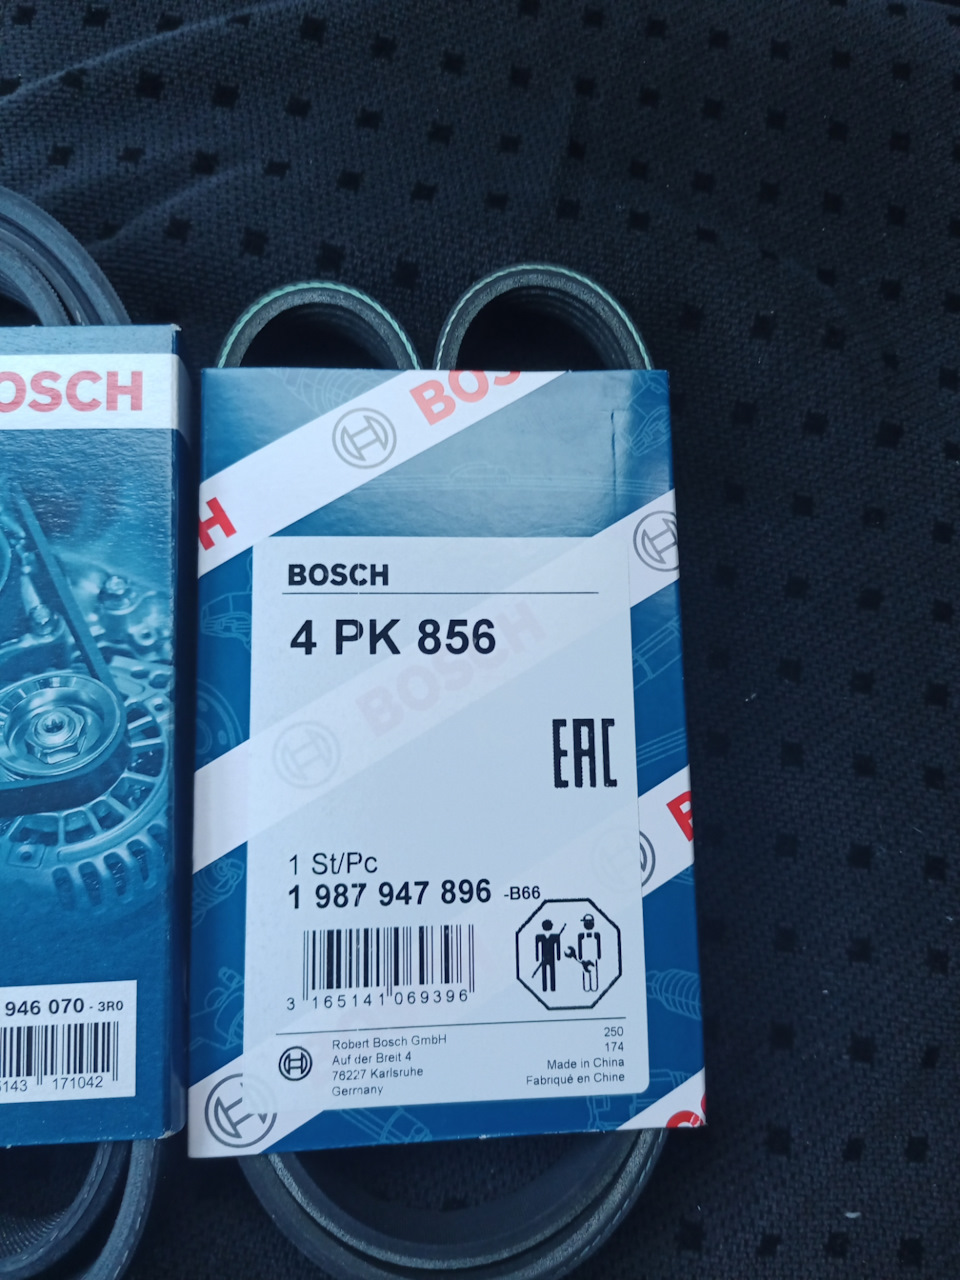 OSCH
946 070 - 3R0
171042
BOS
H
BOSCH
4 PK 856
BOSCH
EAC
1 St/Pc
1 987 947 896 -B66
3 165141 069396
Robert Bosch GmbH
Auf der Breit 4
76227 Karlsruhe
Germany
250
174
Made in China
Fabriqué en Chine